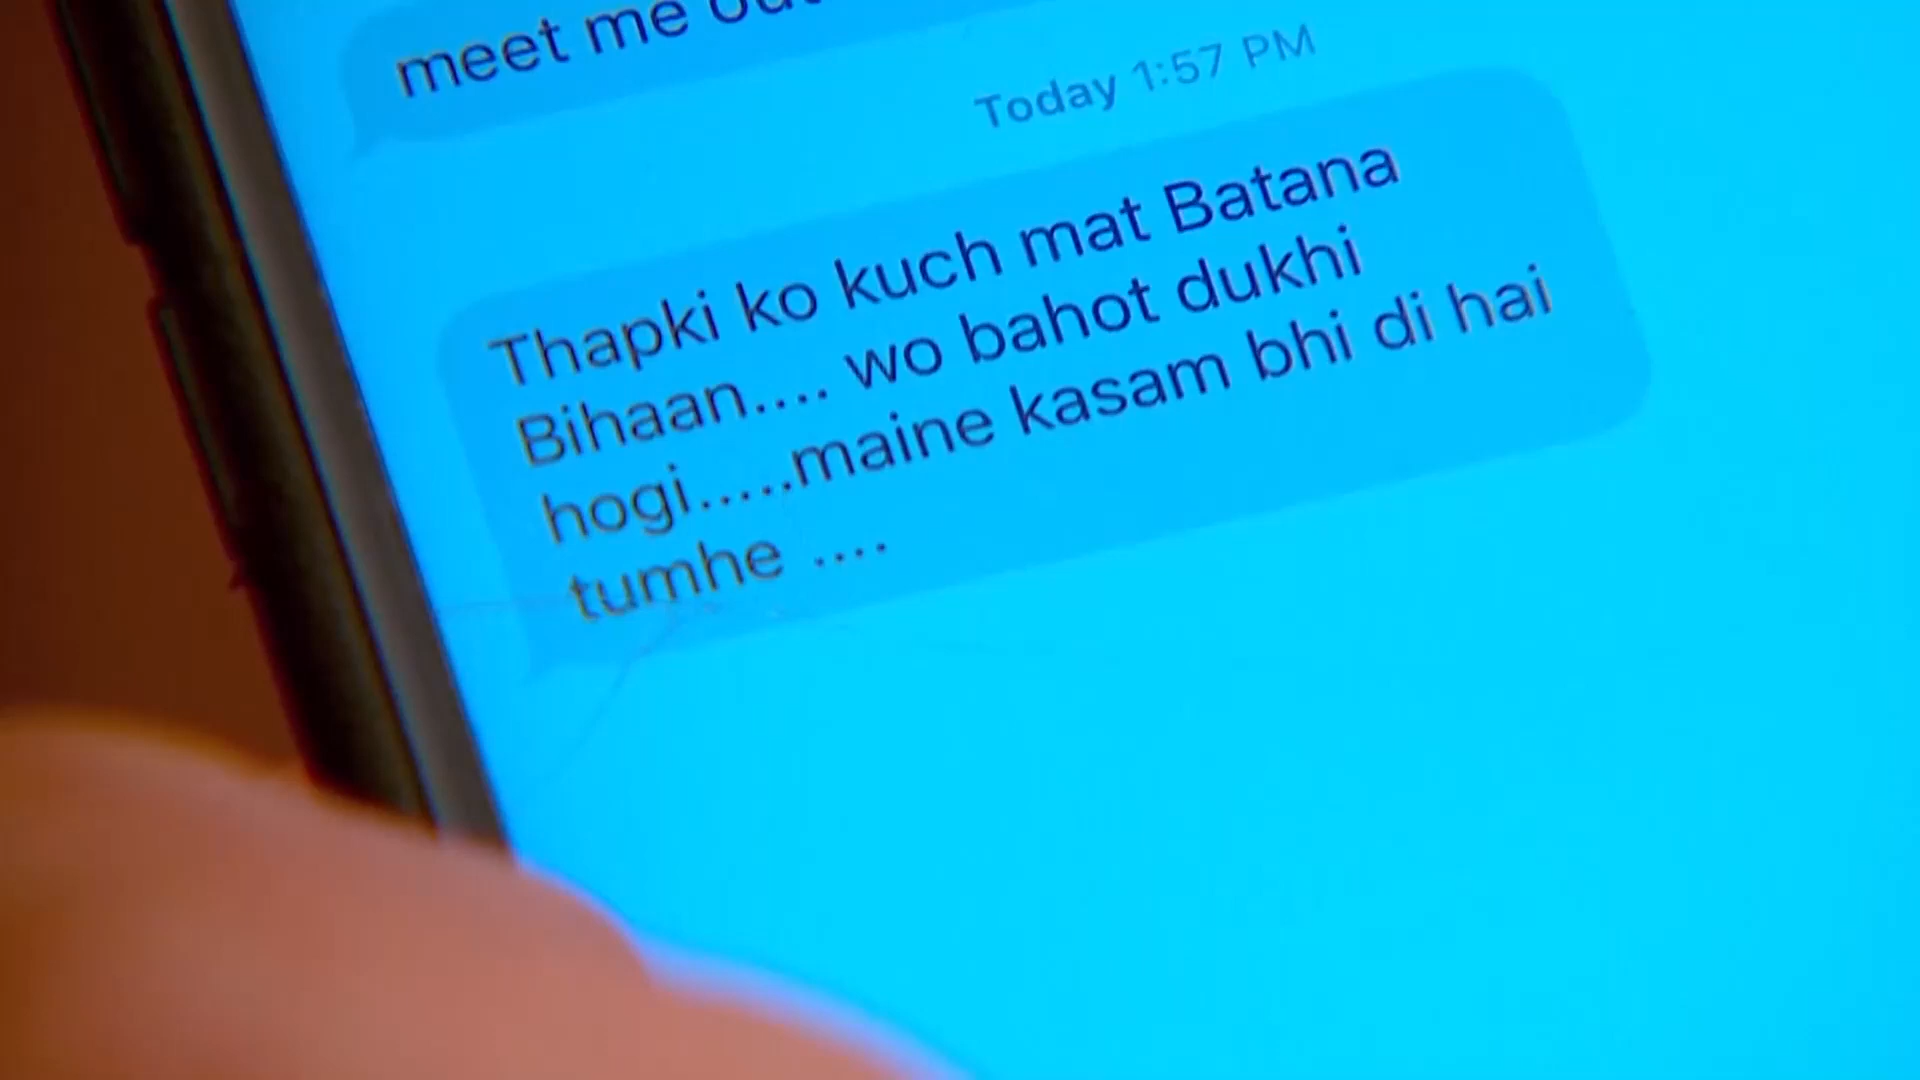 meet me
Today 1:57 PM
Thapki ko kuch mat Batana
Bihaan.... wo bahot dukhi
hogi.....maine kasam bhi di hai
tumhe ....